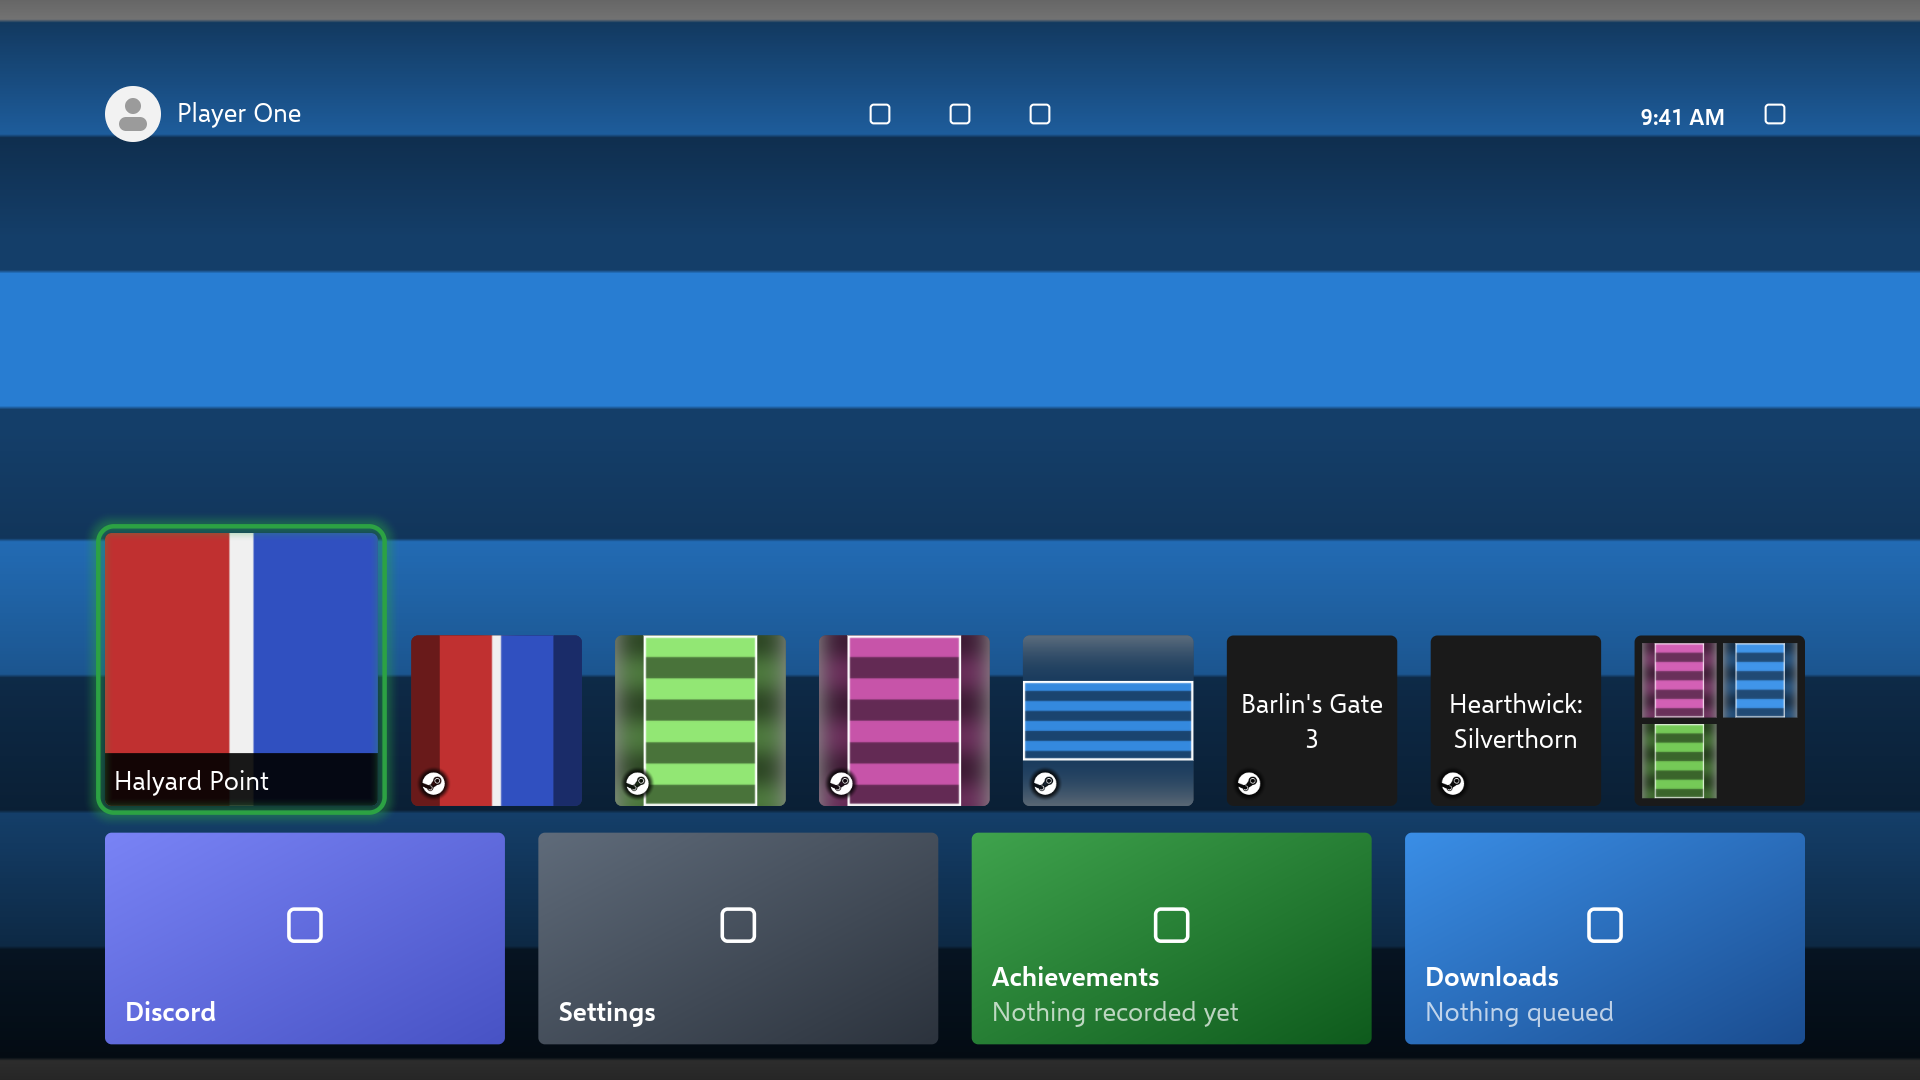 Player One
9:41 AM
Halyard Point
Barlin's Gate
3
Hearthwick:
Silverthorn
Discord
Settings
Achievements
Nothing recorded yet
Downloads
Nothing queued